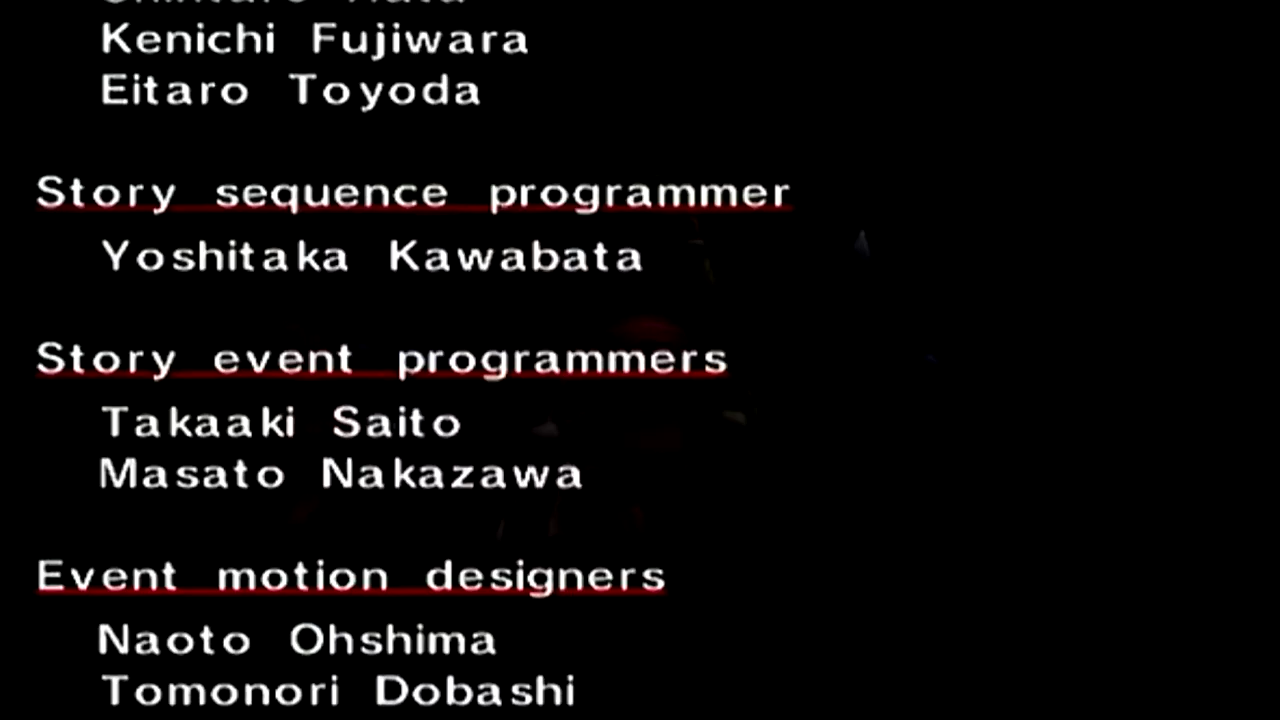 Kenichi Fujiwara
Eitaro Toyoda
Story sequence programmer
Yoshitaka Kawabata
Story event programmers
Takaaki Saito
Masato Nakazawa
Event motion designers
Naoto Ohshima
Tomonori Dobashi